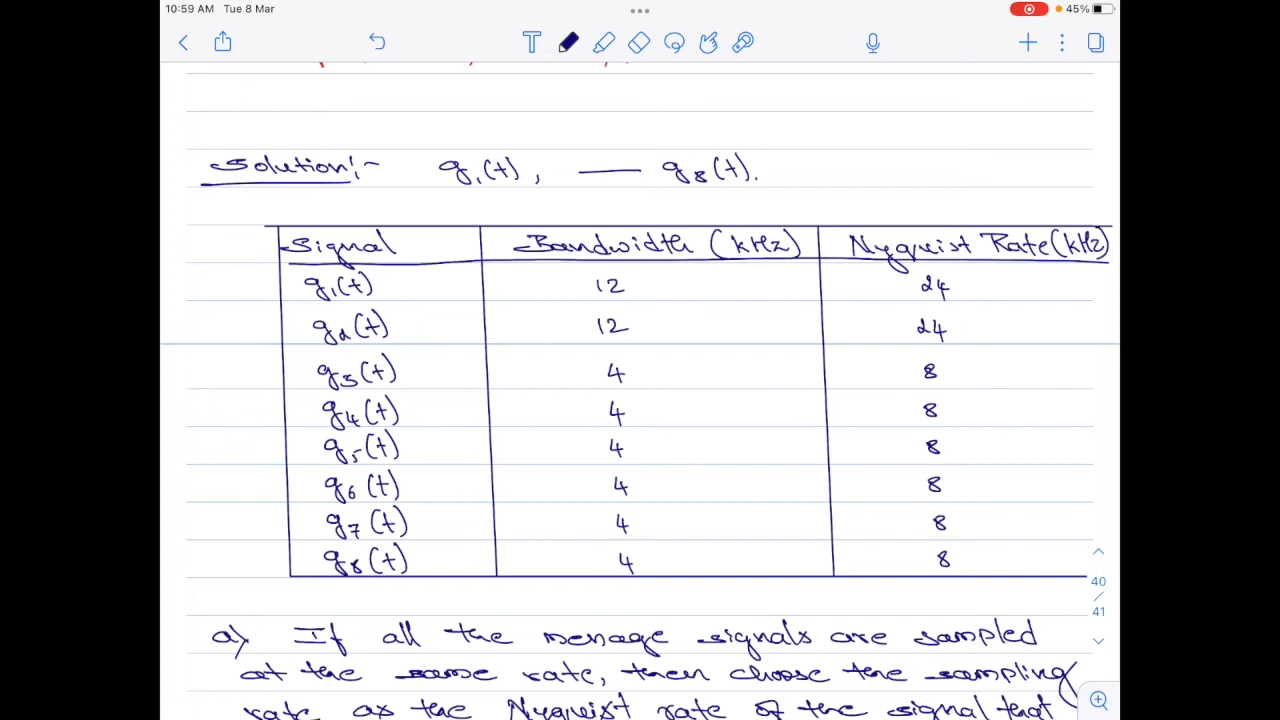 10:59 AM Tue 8 Mar
45%
Solution:- g1(t), — g8(t).
Signal Bandwidth (kHz) Nyquist Rate(kHz)
g1(t) 12 24
g2(t) 12 24
g3(t) 4 8
g4(t) 4 8
g5(t) 4 8
g6(t) 4 8
g7(t) 4 8
g8(t) 4 8
40
/
41
a) If all the message signals are sampled
at the same rate, then choose the sampling
rate as the Nyquist rate of the signal that